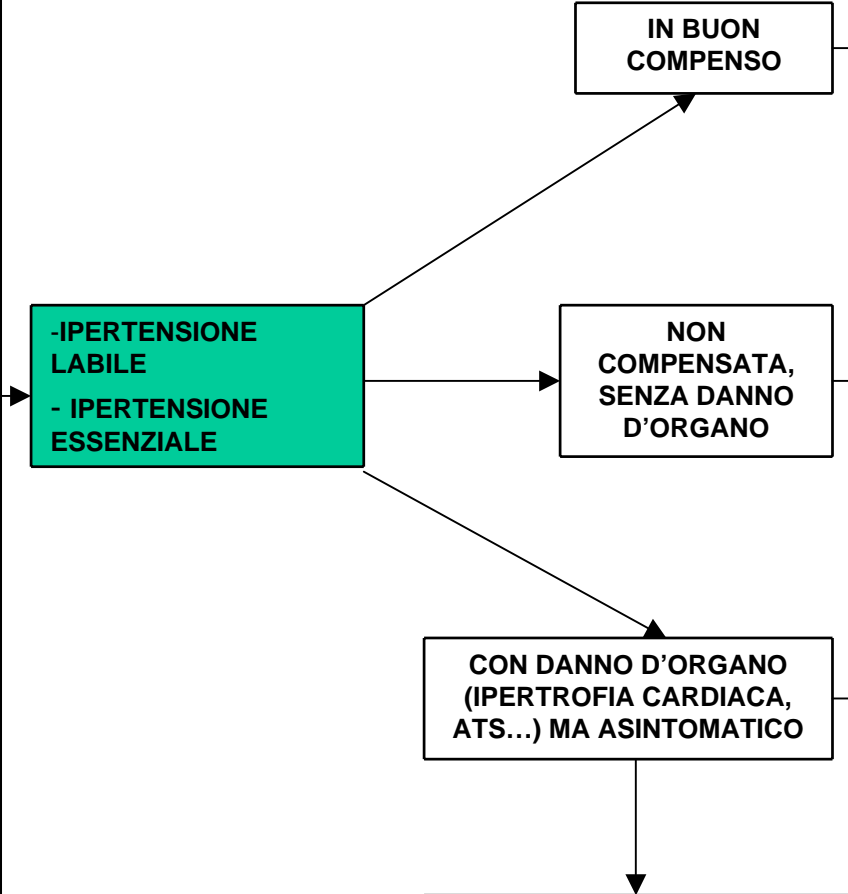 IN BUON
COMPENSO
-IPERTENSIONE
LABILE
- IPERTENSIONE
ESSENZIALE
NON
COMPENSATA,
SENZA DANNO
D’ORGANO
CON DANNO D’ORGANO
(IPERTROFIA CARDIACA,
ATS…) MA ASINTOMATICO